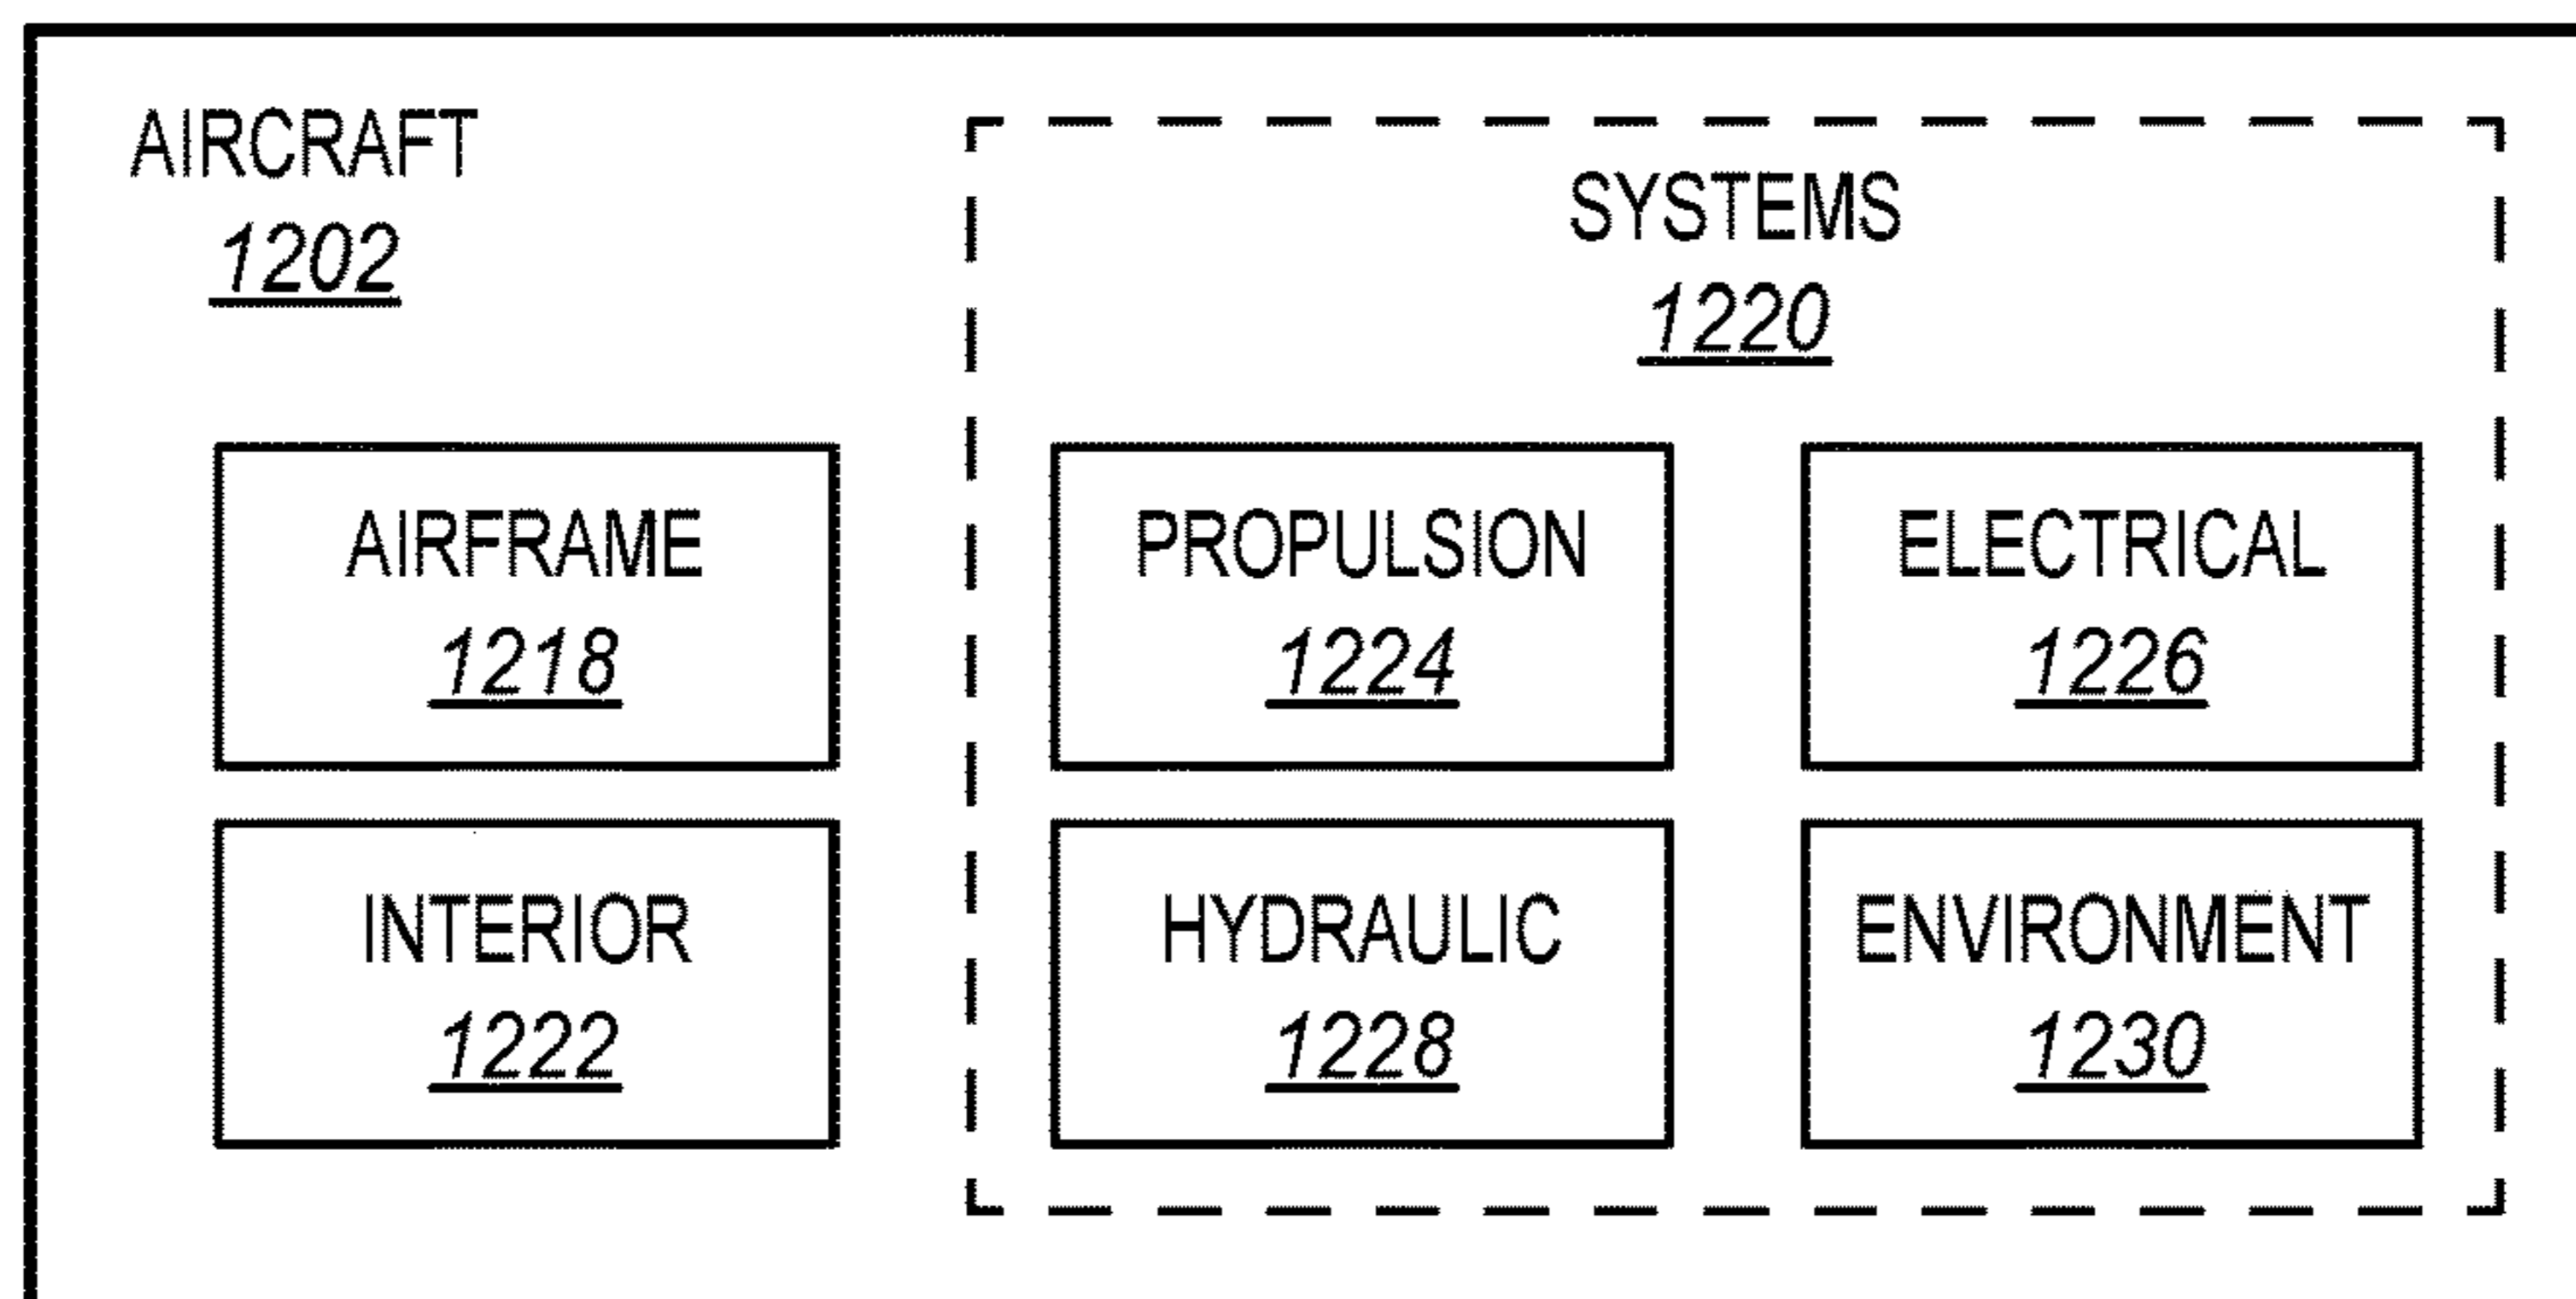 AIRCRAFT
1202
SYSTEMS
1220
AIRFRAME
1218
PROPULSION
1224
ELECTRICAL
1226
INTERIOR
1222
HYDRAULIC
1228
ENVIRONMENT
1230